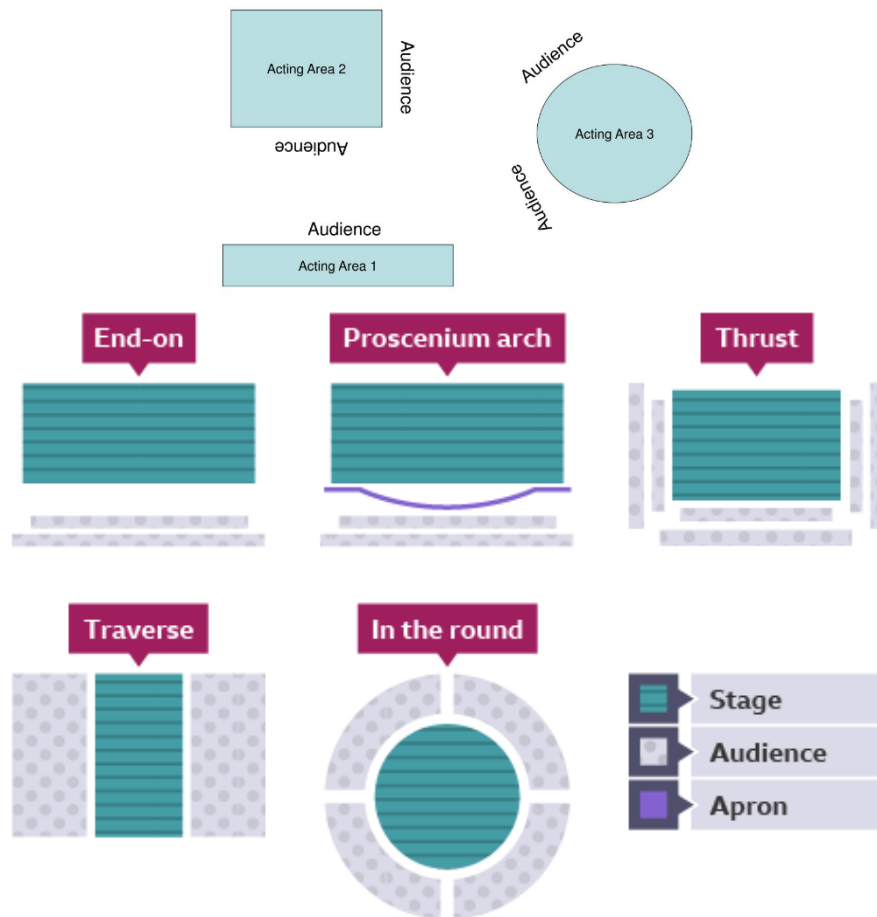 Audience
Acting Area 2
Audience
Audience
Acting Area 3
Audience
Audience
Acting Area 1
End-on
Proscenium arch
Thrust
Traverse
In the round
Stage
Audience
Apron